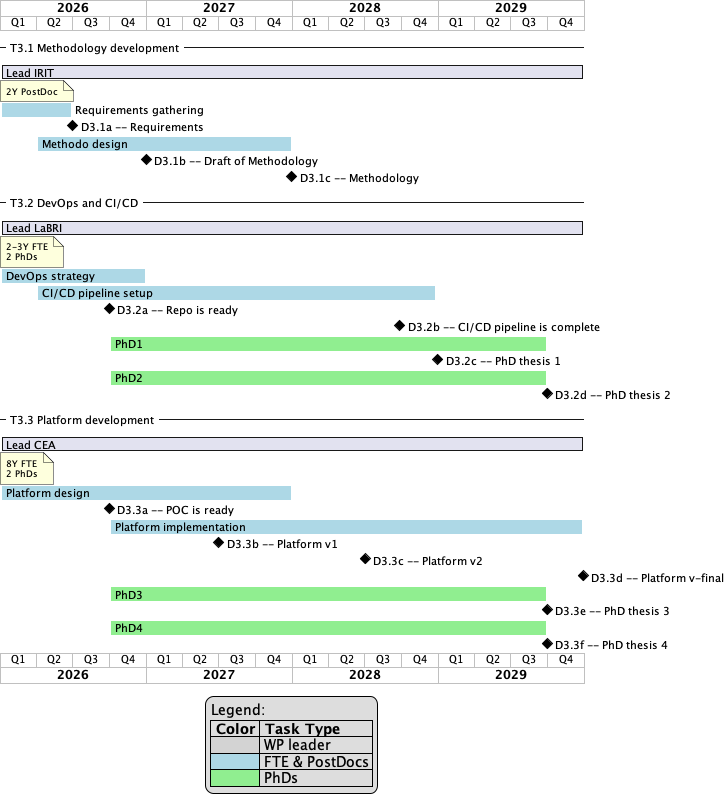 2026 2027 2028 2029
Q1 Q2 Q3 Q4 Q1 Q2 Q3 Q4 Q1 Q2 Q3 Q4 Q1 Q2 Q3 Q4
T3.1 Methodology development
Lead IRIT
2Y PostDoc
Requirements gathering
D3.1a -- Requirements
Methodo design
D3.1b -- Draft of Methodology
D3.1c -- Methodology
T3.2 DevOps and CI/CD
Lead LaBRI
2-3Y FTE
2 PhDs
DevOps strategy
CI/CD pipeline setup
D3.2a -- Repo is ready
D3.2b -- CI/CD pipeline is complete
PhD1
D3.2c -- PhD thesis 1
PhD2
D3.2d -- PhD thesis 2
T3.3 Platform development
Lead CEA
8Y FTE
2 PhDs
Platform design
D3.3a -- POC is ready
Platform implementation
D3.3b -- Platform v1
D3.3c -- Platform v2
D3.3d -- Platform v-final
PhD3
D3.3e -- PhD thesis 3
PhD4
D3.3f -- PhD thesis 4
Q1 Q2 Q3 Q4 Q1 Q2 Q3 Q4 Q1 Q2 Q3 Q4 Q1 Q2 Q3 Q4
2026 2027 2028 2029
Legend:
Color Task Type
WP leader
FTE & PostDocs
PhDs